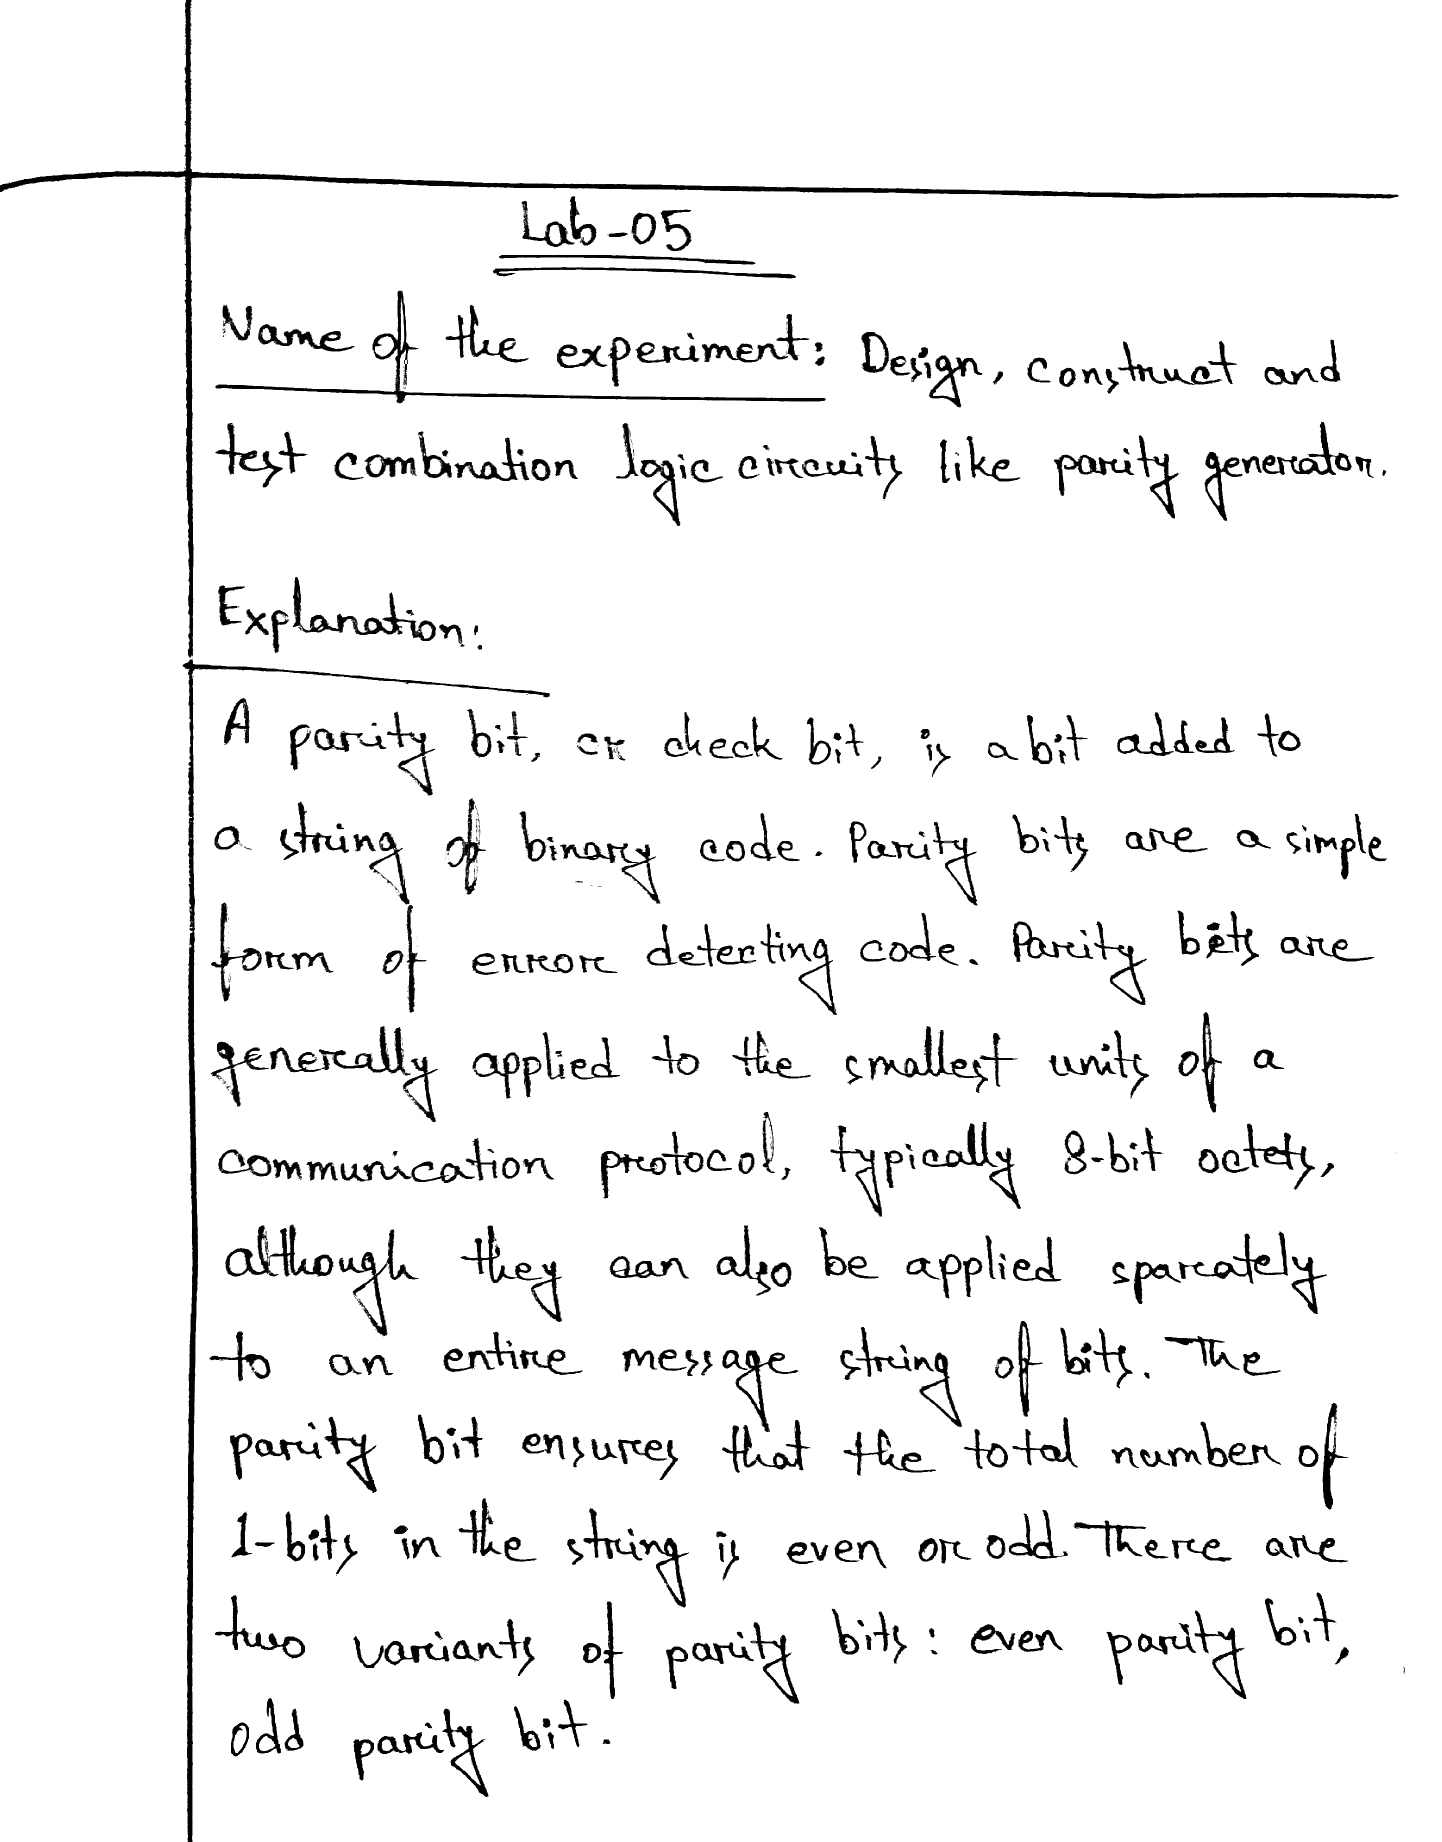 Lab-05
Name of the experiment: Design, construct and
test combination logic circuits like parity generator.
Explanation:
A parity bit, or check bit, is a bit added to
a string of binary code. Parity bits are a simple
form of error detecting code. Parity bits are
generally applied to the smallest units of a
communication protocol, typically 8-bit octets,
although they can also be applied sparately
to an entire message string of bits. The
parity bit ensures that the total number of
1-bits in the string is even or odd. There are
two variants of parity bits: even parity bit,
odd parity bit.